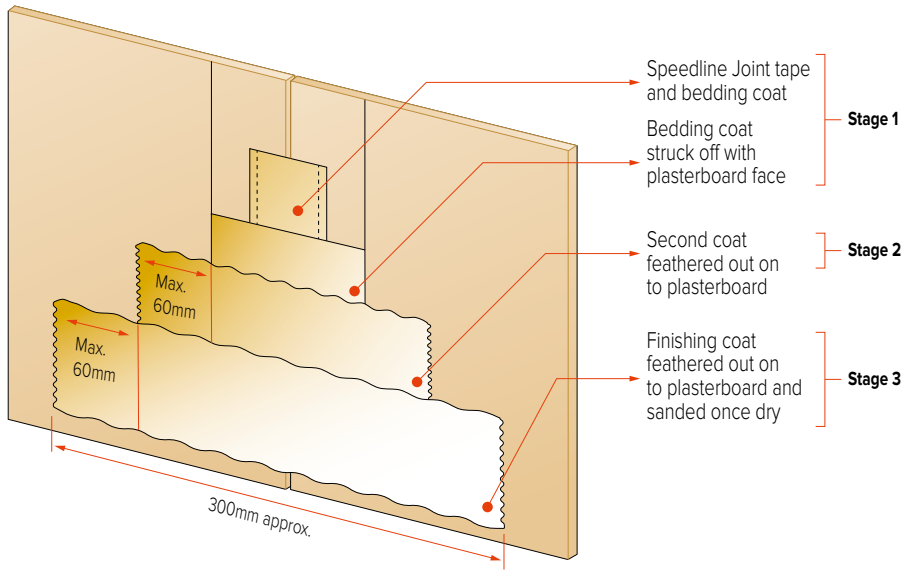 Speedline Joint tape
and bedding coat
Bedding coat
struck off with
plasterboard face
Stage 1
Second coat
feathered out on
to plasterboard
Stage 2
Finishing coat
feathered out on
to plasterboard and
sanded once dry
Stage 3
Max.
60mm
Max.
60mm
300mm approx.